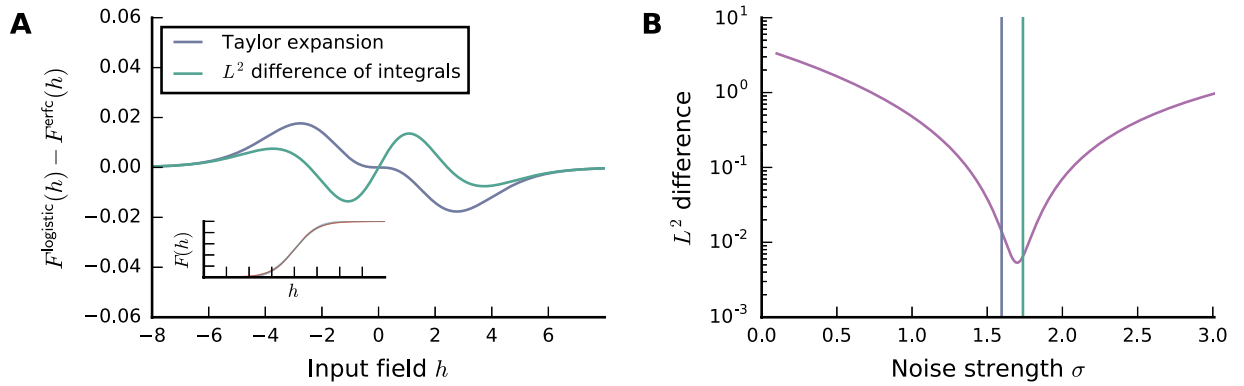 A
0.06
0.04
0.02
0.00
−0.02
−0.04
−0.06
F^logistic(h) − F^erfc(h)
Taylor expansion
L² difference of integrals
F(h)
h
−8 −6 −4 −2 0 2 4 6
Input field h
B
10¹
10⁰
10⁻¹
10⁻²
10⁻³
L² difference
0.0 0.5 1.0 1.5 2.0 2.5 3.0
Noise strength σ